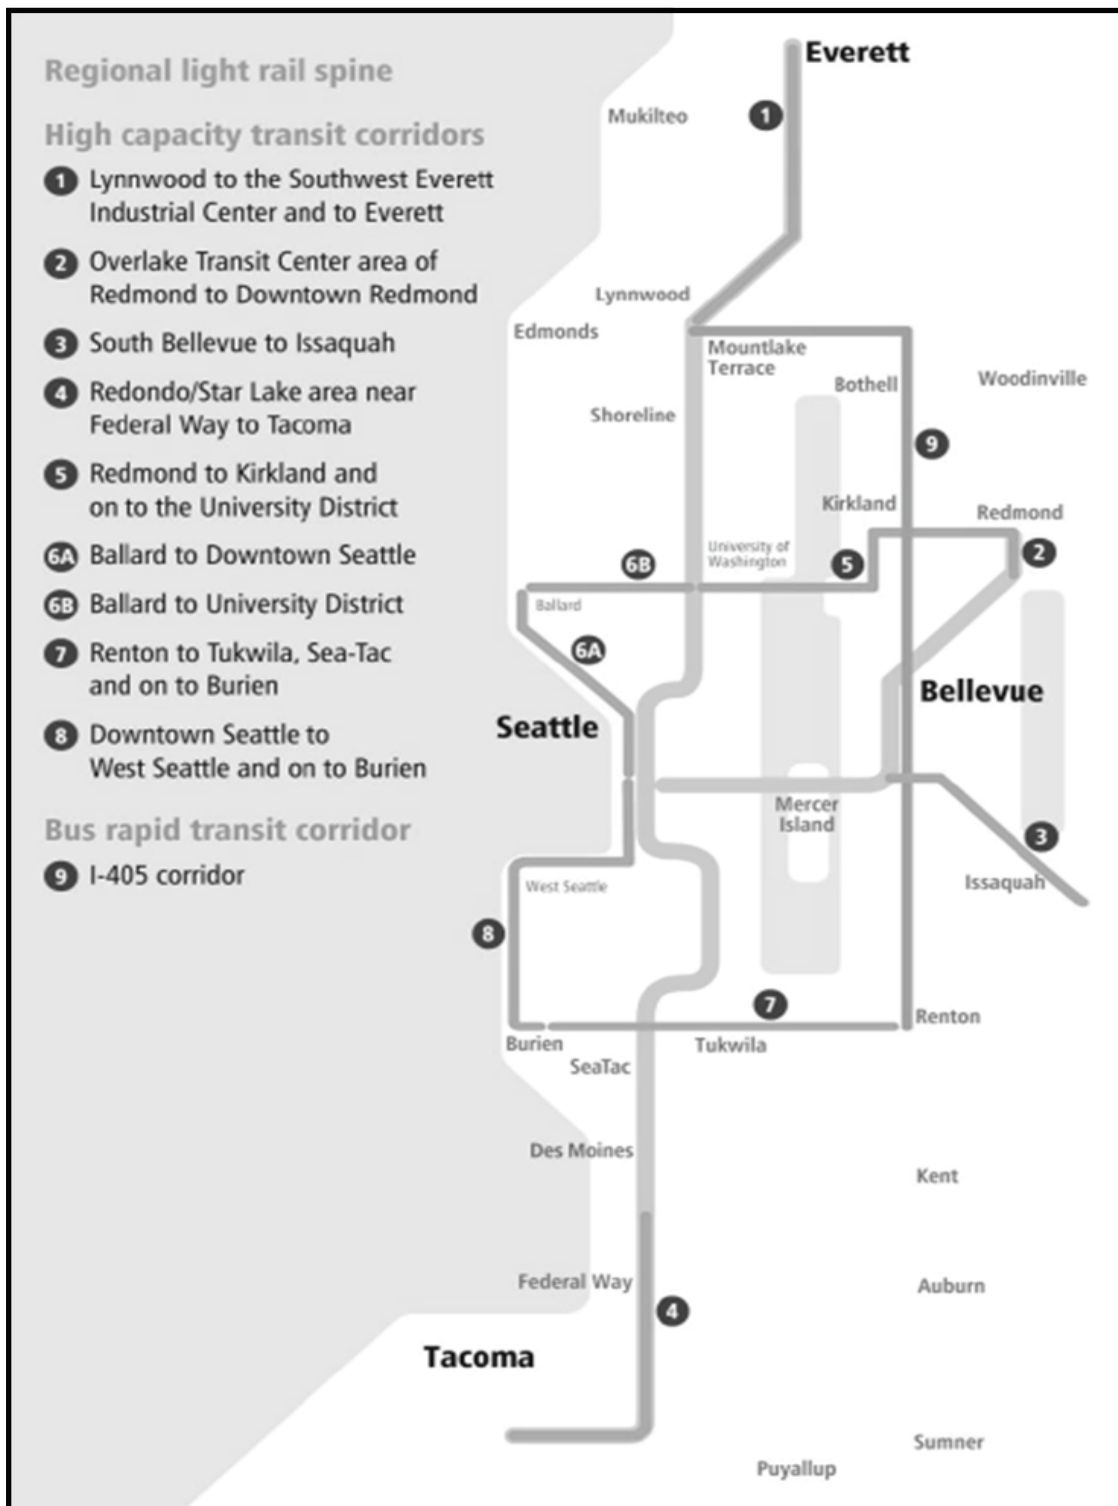 Regional light rail spine
High capacity transit corridors
1 Lynnwood to the Southwest Everett
Industrial Center and to Everett
2 Overlake Transit Center area of
Redmond to Downtown Redmond
3 South Bellevue to Issaquah
4 Redondo/Star Lake area near
Federal Way to Tacoma
5 Redmond to Kirkland and
on to the University District
6A Ballard to Downtown Seattle
6B Ballard to University District
7 Renton to Tukwila, Sea-Tac
and on to Burien
8 Downtown Seattle to
West Seattle and on to Burien
Bus rapid transit corridor
9 I-405 corridor
Everett
Mukilteo
1
Lynnwood
Edmonds
Mountlake
Terrace
Bothell
Woodinville
Shoreline
9
Kirkland
Redmond
University of
Washington
6B
5
2
Ballard
6A
Bellevue
Seattle
Mercer
Island
3
Issaquah
West Seattle
8
7
Renton
Burien
Tukwila
SeaTac
Des Moines
Kent
Federal Way
Auburn
4
Tacoma
Sumner
Puyallup